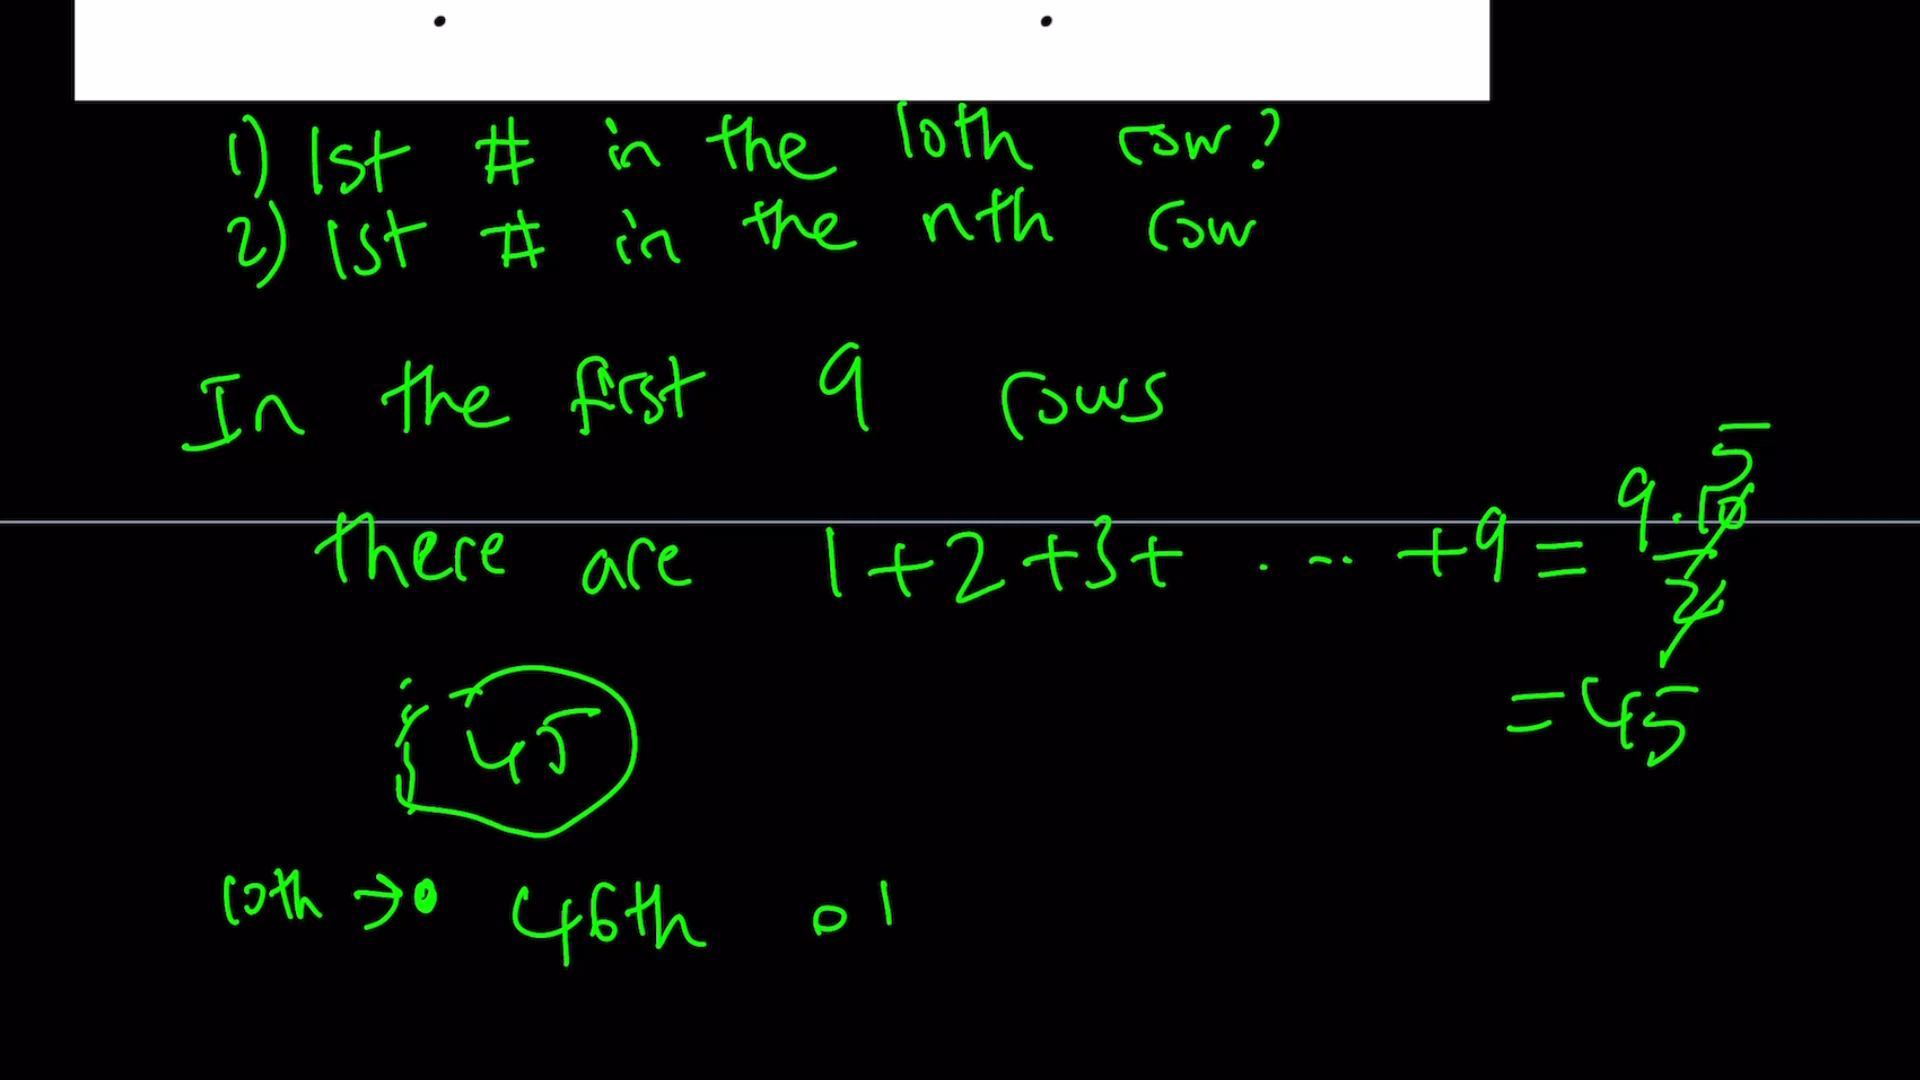 1) 1st # in the 10th row?
2) 1st # in the nth row
In the first 9 rows
there are 1+2+3+ . ... +9 = 9.10/2 5
= 45
45
10th → 46th o